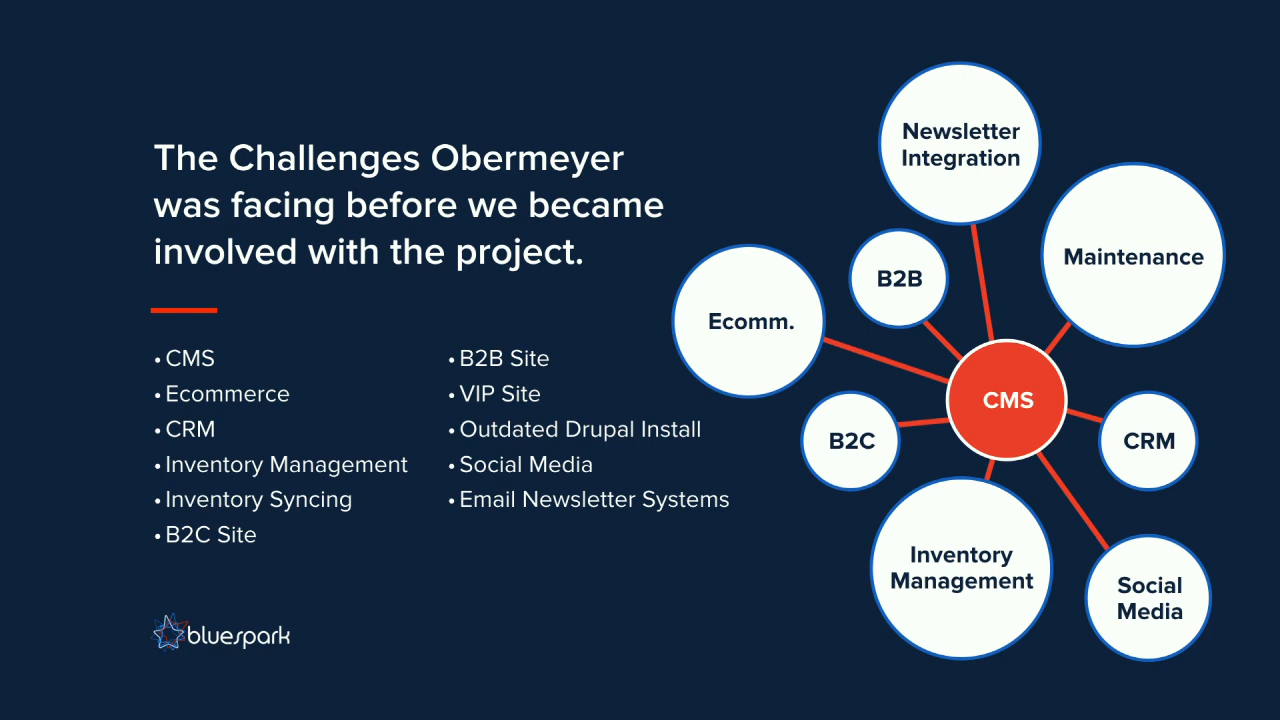 The Challenges Obermeyer
was facing before we became
involved with the project.
• CMS
• Ecommerce
• CRM
• Inventory Management
• Inventory Syncing
• B2C Site
• B2B Site
• VIP Site
• Outdated Drupal Install
• Social Media
• Email Newsletter Systems
bluespark
Newsletter
Integration
Maintenance
B2B
Ecomm.
CMS
B2C
CRM
Inventory
Management
Social
Media